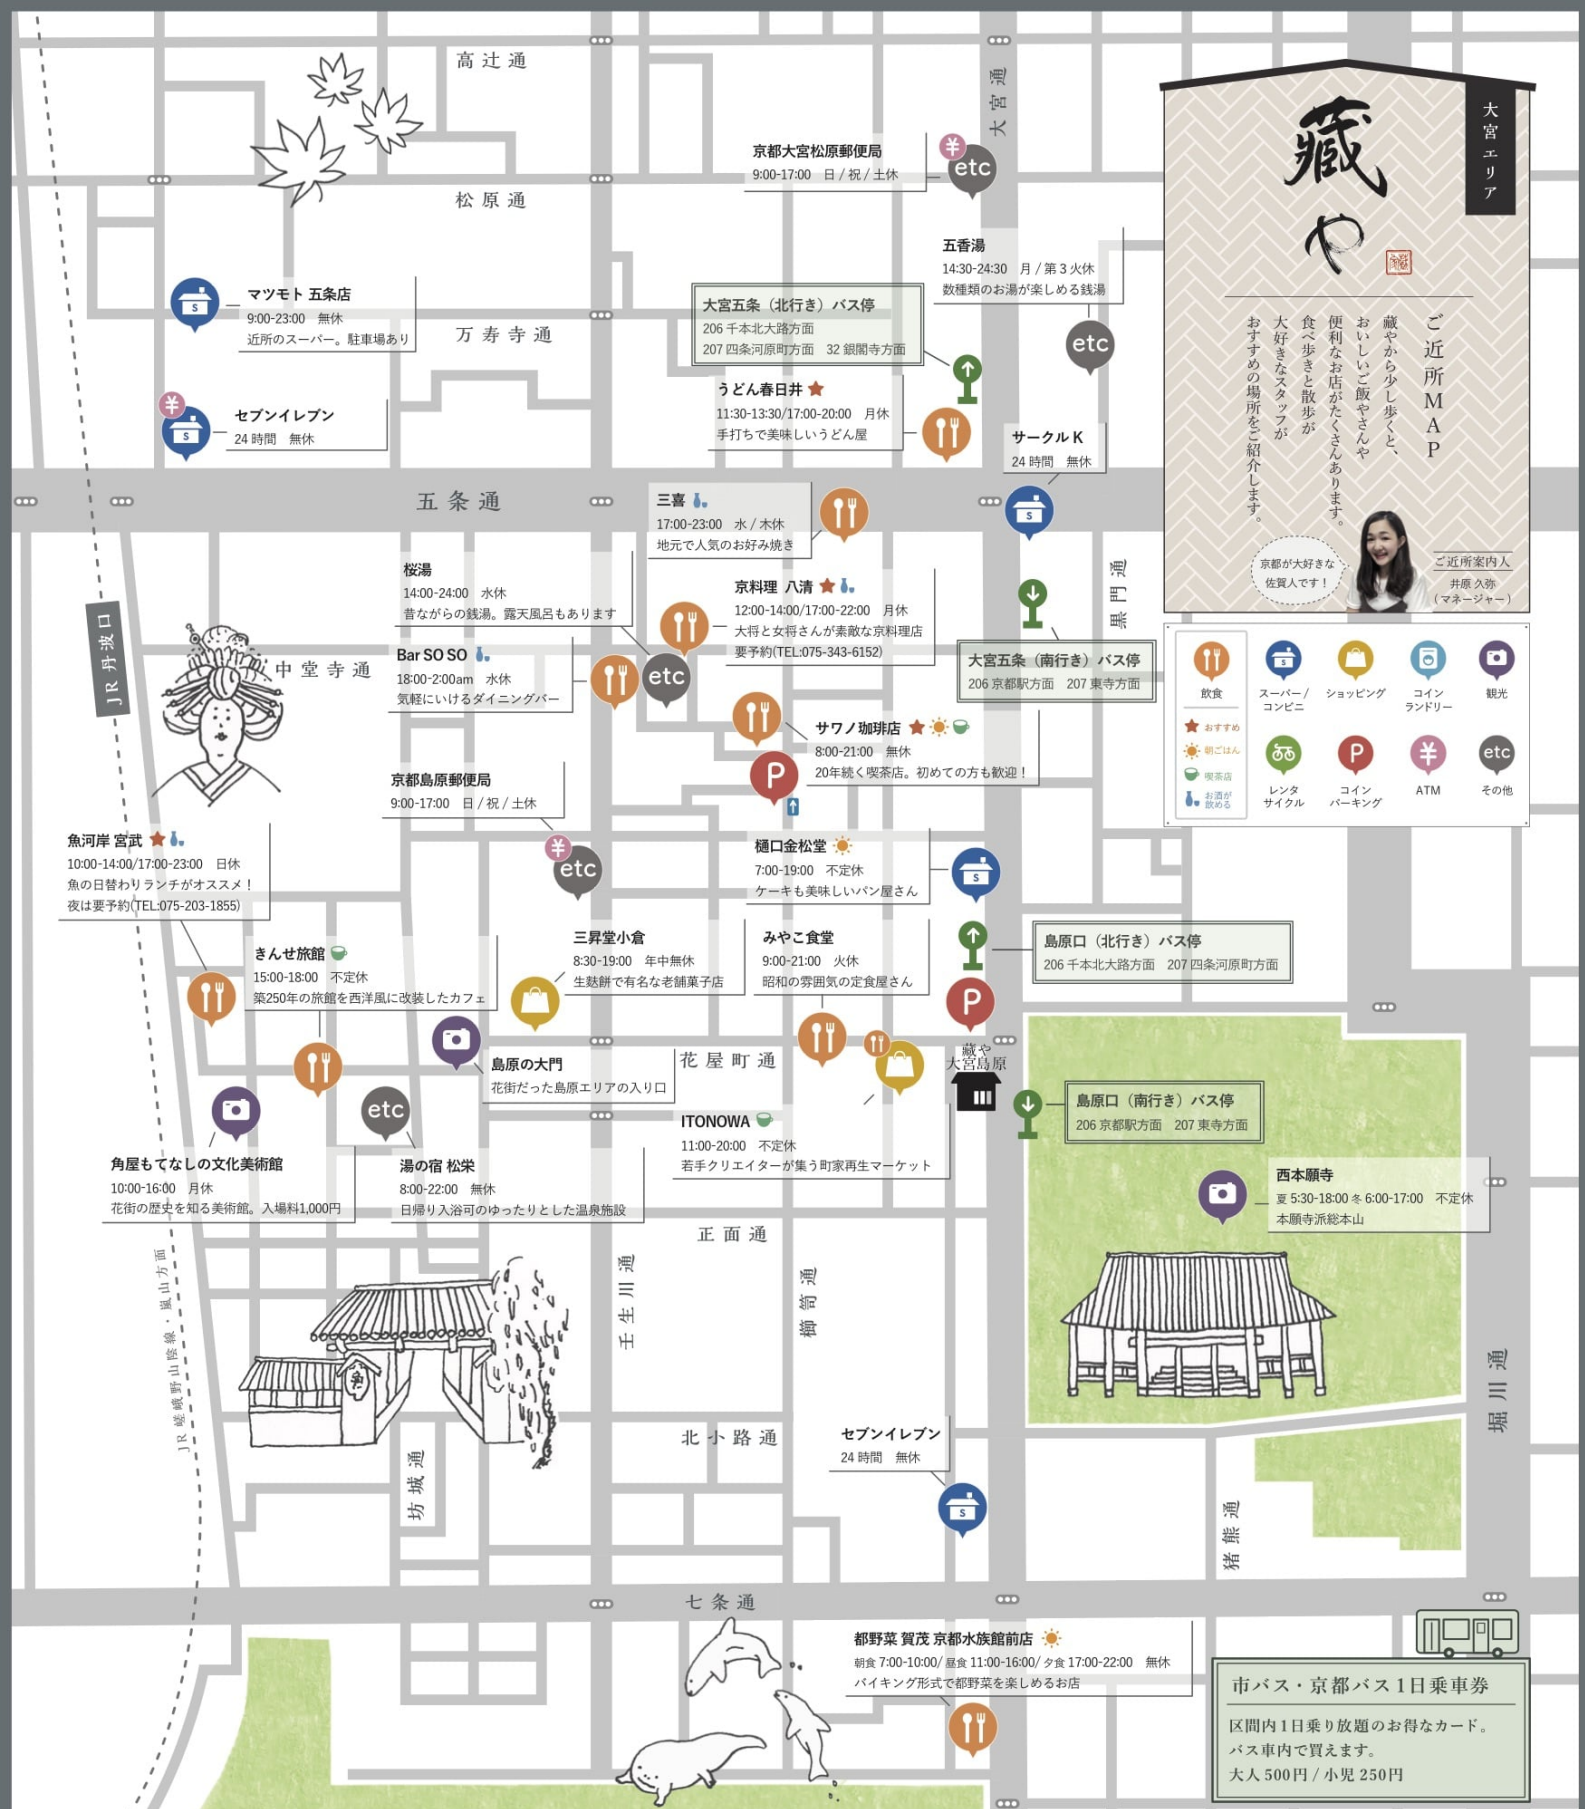 高辻通
大宮通
松原通
京都大宮松原郵便局
9:00-17:00　日 / 祝 / 土休
¥
etc
五香湯
14:30-24:30　月 / 第 3 火休
数種類のお湯が楽しめる銭湯
etc
マツモト 五条店
9:00-23:00　無休
近所のスーパー。駐車場あり
S
万寿寺通
大宮五条（北行き）バス停
206 千本北大路方面
207 四条河原町方面　32 銀閣寺方面
うどん春日井
11:30-13:30/17:00-20:00　月休
手打ちで美味しいうどん屋
セブンイレブン
24 時間　無休
¥
S
サークル K
24 時間　無休
S
五条通
三喜
17:00-23:00　水 / 木休
地元で人気のお好み焼き
大宮エリア
藏や
ご近所MAP
藏やから少し歩くと、
おいしいご飯やさんや
便利なお店がたくさんあります。
食べ歩きと散歩が
大好きなスタッフが
おすすめの場所をご紹介します。
京都が大好きな
佐賀人です！
ご近所案内人
井原 久弥
（マネージャー）
飲食
おすすめ
朝ごはん
喫茶店
お酒が
飲める
S
スーパー/
コンビニ
ショッピング
コイン
ランドリー
観光
レンタ
サイクル
P
コイン
パーキング
¥
ATM
etc
その他
桜湯
14:00-24:00　水休
昔ながらの銭湯。露天風呂もあります
京料理 八清
12:00-14:00/17:00-22:00　月休
大将と女将さんが素敵な京料理店
要予約(TEL:075-343-6152)
黒門通
JR 丹波口
中堂寺通
Bar SO SO
18:00-2:00am　水休
気軽にいけるダイニングバー
etc
大宮五条（南行き）バス停
206 京都駅方面　207 東寺方面
サワノ珈琲店
8:00-21:00　無休
20年続く喫茶店。初めての方も歓迎！
P
京都島原郵便局
9:00-17:00　日 / 祝 / 土休
¥
etc
魚河岸 宮武
10:00-14:00/17:00-23:00　日休
魚の日替わりランチがオススメ！
夜は要予約(TEL:075-203-1855)
樋口金松堂
7:00-19:00　不定休
ケーキも美味しいパン屋さん
S
きんせ旅館
15:00-18:00　不定休
築250年の旅館を西洋風に改装したカフェ
三昇堂小倉
8:30-19:00　年中無休
生麩餅で有名な老舗菓子店
みやこ食堂
9:00-21:00　火休
昭和の雰囲気の定食屋さん
島原口（北行き）バス停
206 千本北大路方面　207 四条河原町方面
P
島原の大門
花街だった島原エリアの入り口
花屋町通
藏や
大宮島原
ITONOWA
11:00-20:00　不定休
若手クリエイターが集う町家再生マーケット
島原口（南行き）バス停
206 京都駅方面　207 東寺方面
角屋もてなしの文化美術館
10:00-16:00　月休
花街の歴史を知る美術館。入場料1,000円
etc
湯の宿 松栄
8:00-22:00　無休
日帰り入浴可のゆったりとした温泉施設
西本願寺
夏 5:30-18:00 冬 6:00-17:00　不定休
本願寺派総本山
正面通
壬生川通
櫛笥通
JR 嵯峨野山陰線・嵐山方面
堀川通
北小路通
坊城通
セブンイレブン
24 時間　無休
S
猪熊通
七条通
都野菜 賀茂 京都水族館前店
朝食 7:00-10:00/ 昼食 11:00-16:00/ 夕食 17:00-22:00　無休
バイキング形式で都野菜を楽しめるお店
市バス・京都バス1日乗車券
区間内1日乗り放題のお得なカード。
バス車内で買えます。
大人500円 / 小児 250円